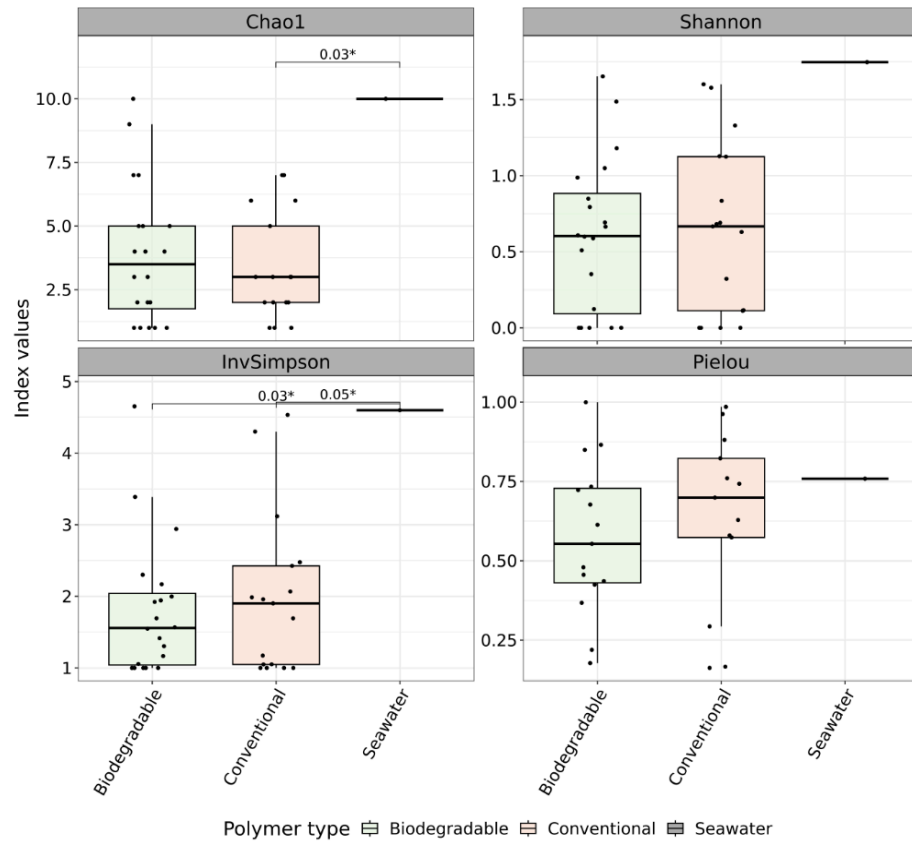 Chao1
Shannon
0.03*
10.0
7.5
5.0
2.5
1.5
1.0
0.5
0.0
Index values
InvSimpson
Pielou
0.03*
0.05*
5
4
3
2
1
1.00
0.75
0.50
0.25
Biodegradable
Conventional
Seawater
Biodegradable
Conventional
Seawater
Polymer type Biodegradable Conventional Seawater